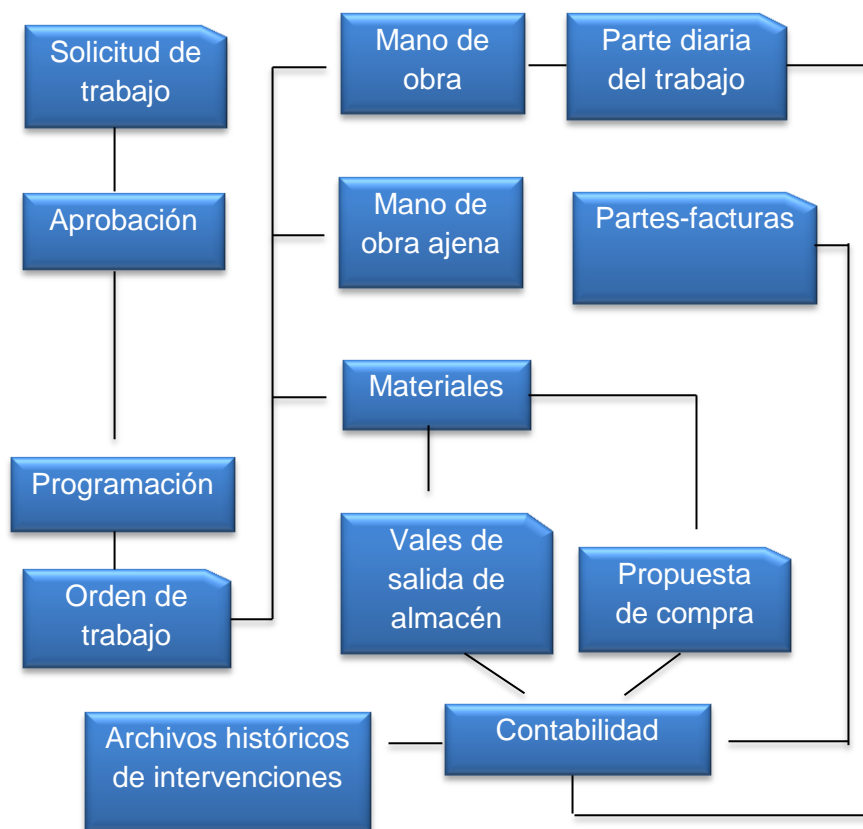 Solicitud de
trabajo
Mano de
obra
Parte diaria
del trabajo
Aprobación
Mano de
obra ajena
Partes-facturas
Materiales
Programación
Vales de
salida de
almacén
Propuesta
de compra
Orden de
trabajo
Archivos históricos
de intervenciones
Contabilidad